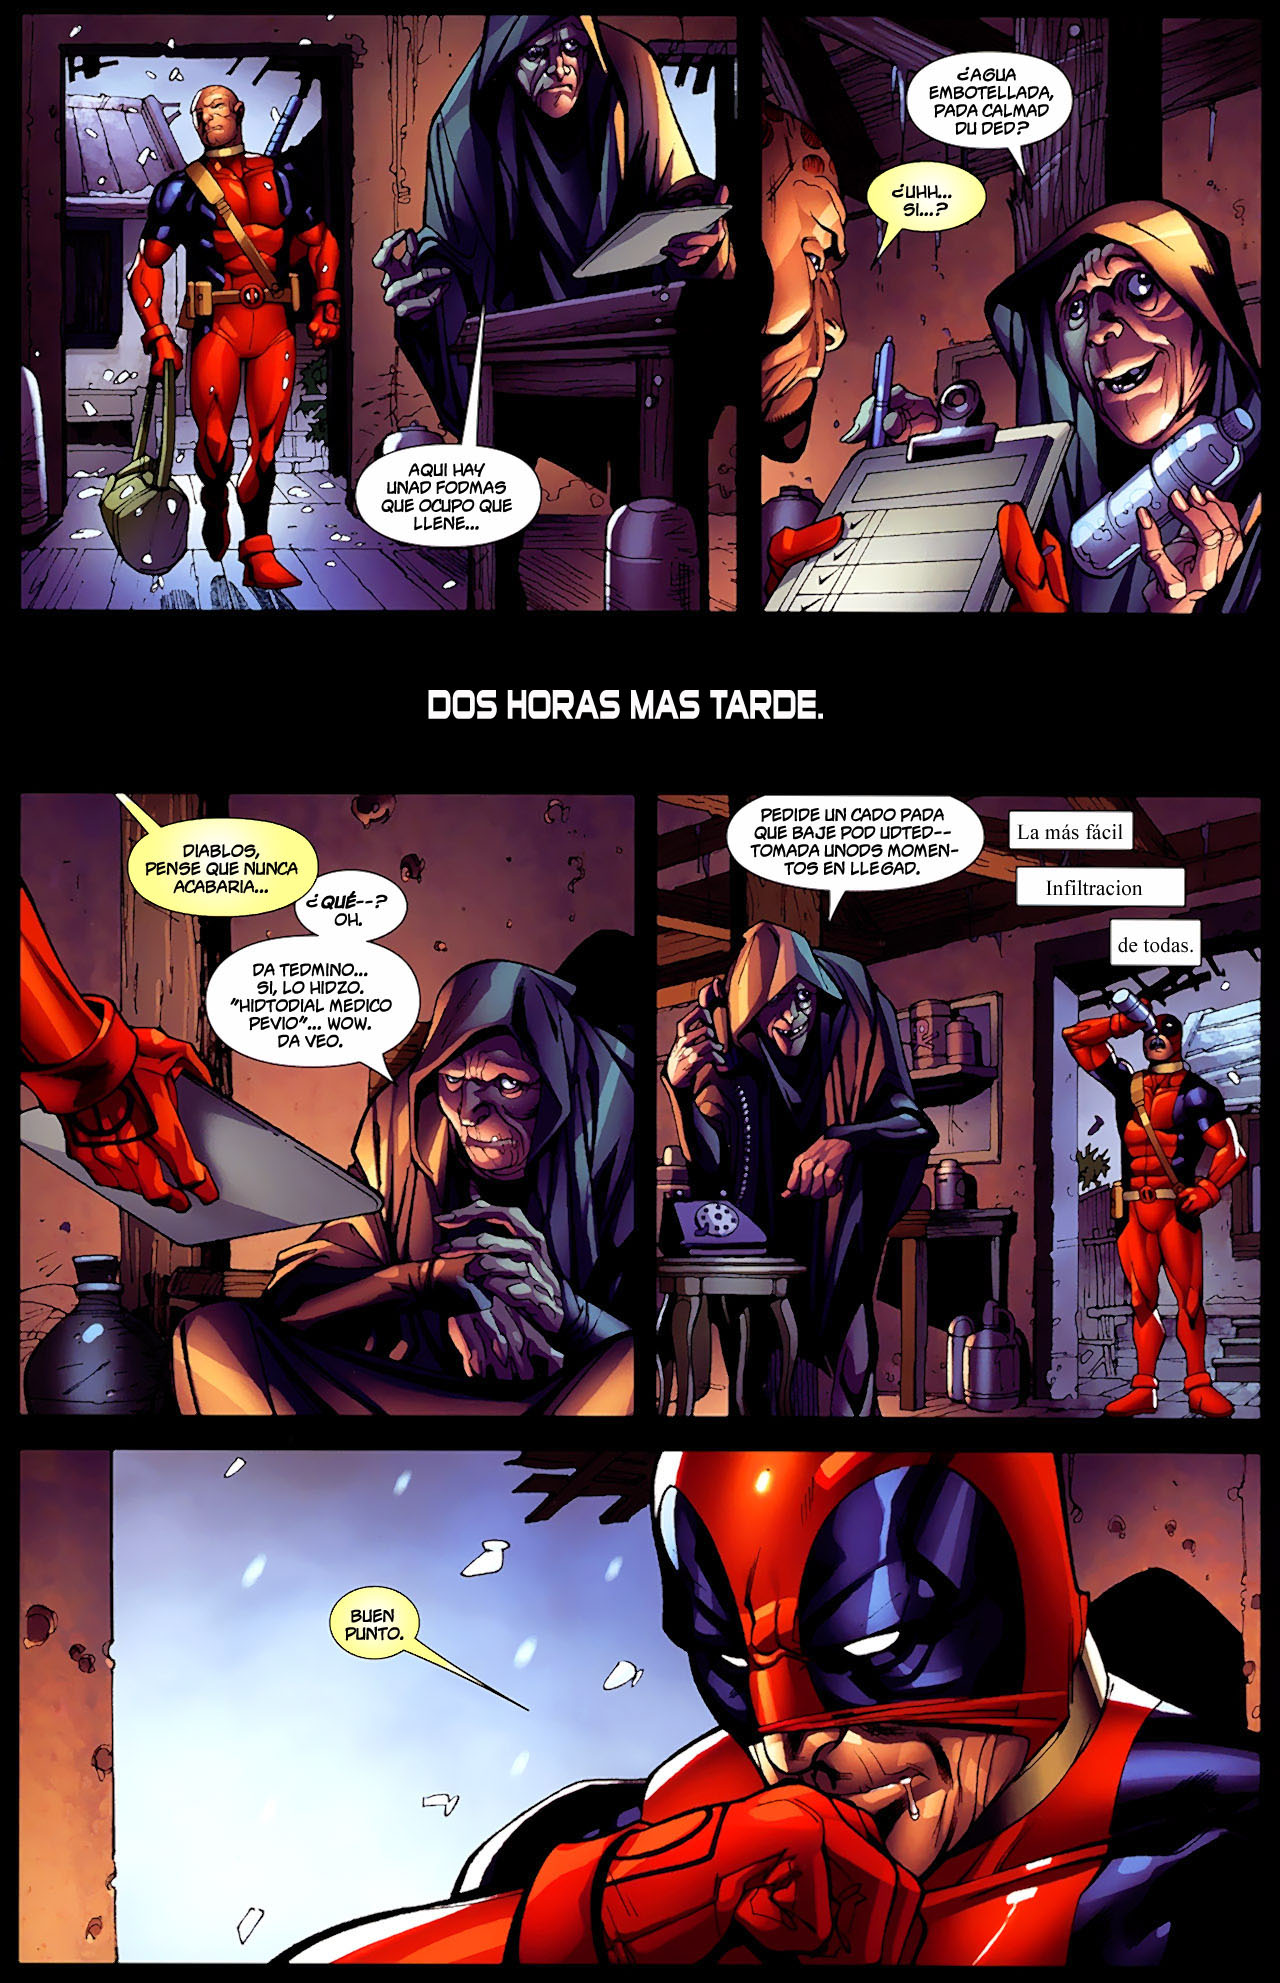 AQUI HAY
UNAD FODMAS
QUE OCUPO QUE
LLENE...
¿AGUA
EMBOTELLADA,
PADA CALMAD
DU DED?
¿UHH...
SI...?
DOS HORAS MAS TARDE.
DIABLOS,
PENSE QUE NUNCA
ACABARIA...
¿QUÉ--?
OH.
DA TEDMINO...
SI, LO HIDZO.
"HIDTODIAL MEDICO
PEVIO"... WOW.
DA VEO.
PEDIDE UN CADO PADA
QUE BAJE POD UDTED--
TOMADA UNODS MOMEN-
TOS EN LLEGAD.
La más fácil
Infiltracion
de todas.
BUEN
PUNTO.